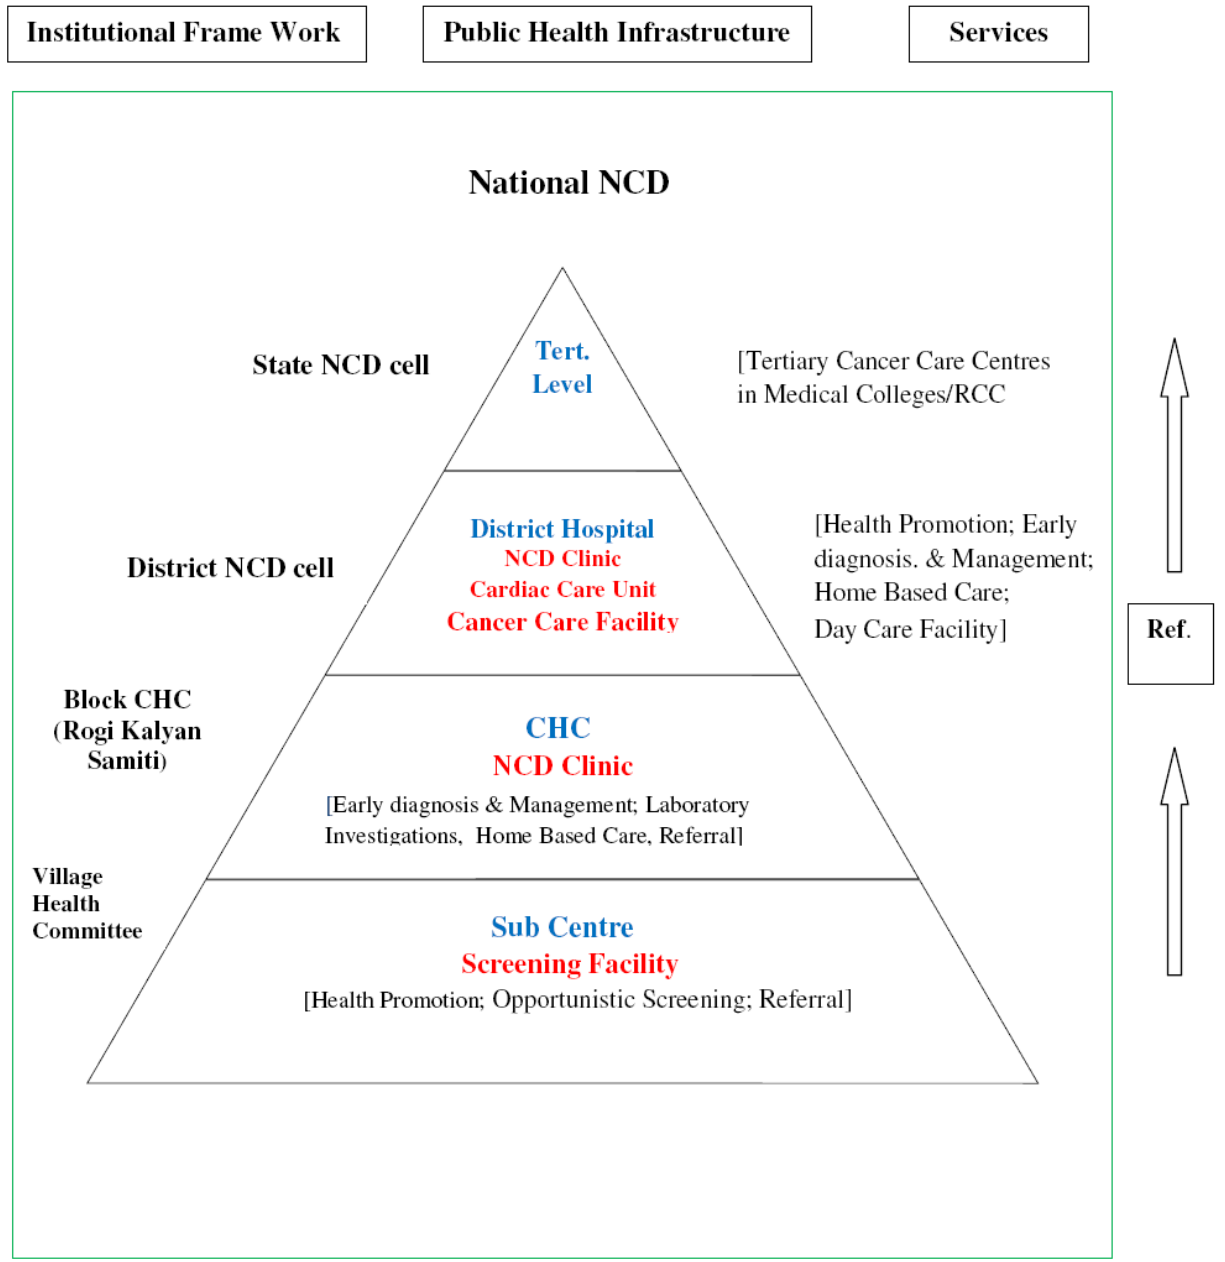 Institutional Frame Work
Public Health Infrastructure
Services
National NCD
State NCD cell
Tert.
Level
[Tertiary Cancer Care Centres
in Medical Colleges/RCC
District NCD cell
District Hospital
NCD Clinic
Cardiac Care Unit
Cancer Care Facility
[Health Promotion; Early
diagnosis. & Management;
Home Based Care;
Day Care Facility]
Ref.
Block CHC
(Rogi Kalyan
Samiti)
CHC
NCD Clinic
[Early diagnosis & Management; Laboratory
Investigations, Home Based Care, Referral]
Village
Health
Committee
Sub Centre
Screening Facility
[Health Promotion; Opportunistic Screening; Referral]